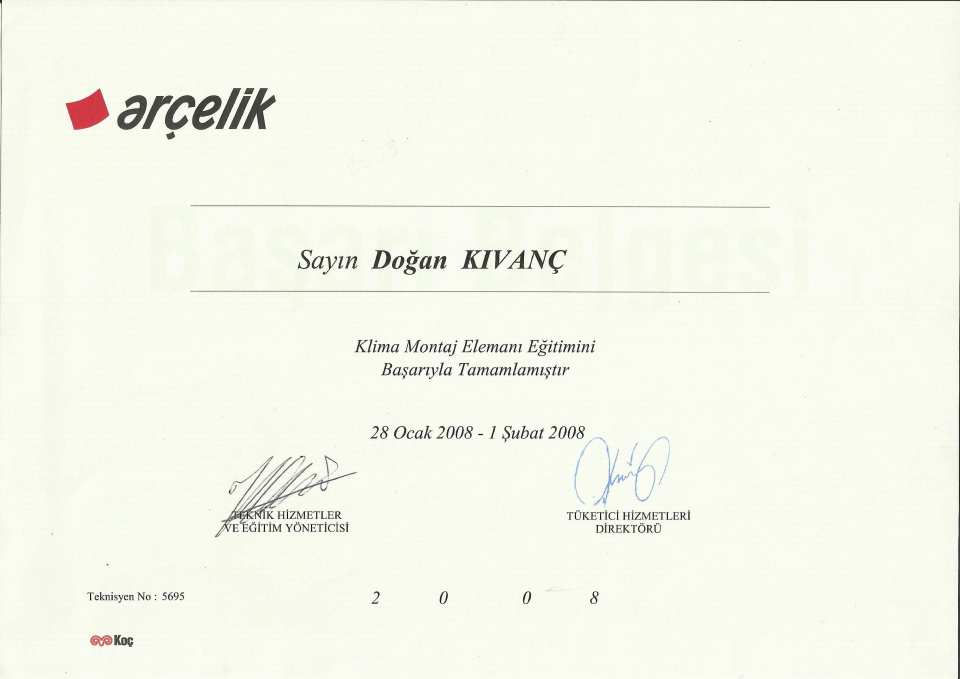 arçelik
Başarı Belgesi
Sayın Doğan KIVANÇ
Klima Montaj Elemanı Eğitimini
Başarıyla Tamamlamıştır
28 Ocak 2008 - 1 Şubat 2008
TEKNİK HİZMETLER
VE EĞİTİM YÖNETİCİSİ
TÜKETİCİ HİZMETLERİ
DİREKTÖRÜ
Teknisyen No : 5695
2 0 0 8
Koç